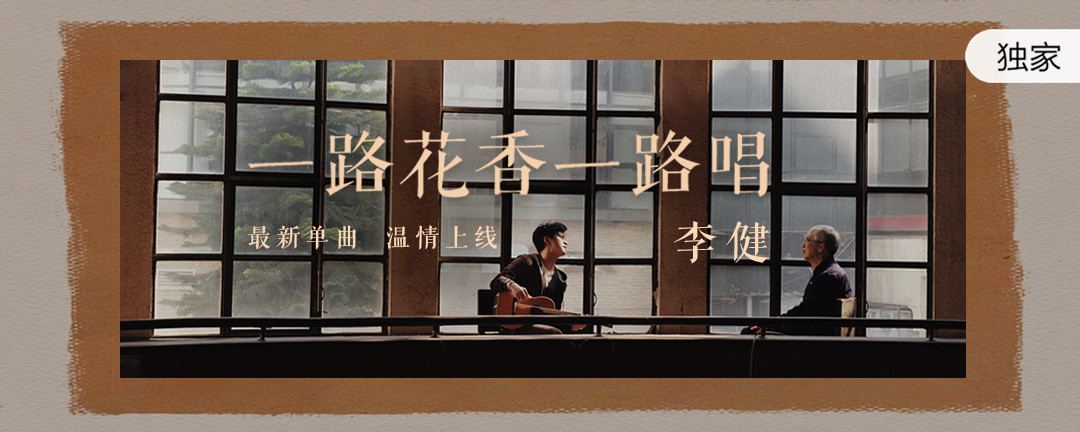 独家
一路花香一路唱
最新单曲 温情上线
李健